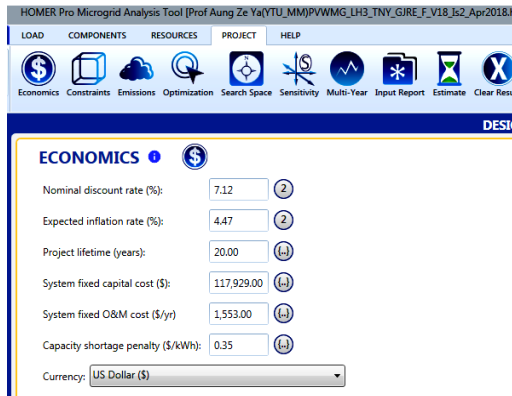 HOMER Pro Microgrid Analysis Tool [Prof Aung Ze Ya(YTU_MM)PVWMG_LH3_TNY_GJRE_F_V18_Is2_Apr2018.h
LOAD COMPONENTS RESOURCES PROJECT HELP
Economics Constraints Emissions Optimization Search Space Sensitivity Multi-Year Input Report Estimate Clear Resu
DESIG
ECONOMICS
Nominal discount rate (%): 7.12 2
Expected inflation rate (%): 4.47 2
Project lifetime (years): 20.00 {..}
System fixed capital cost ($): 117,929.00 {..}
System fixed O&M cost ($/yr) 1,553.00 {..}
Capacity shortage penalty ($/kWh): 0.35 {..}
Currency: US Dollar ($)